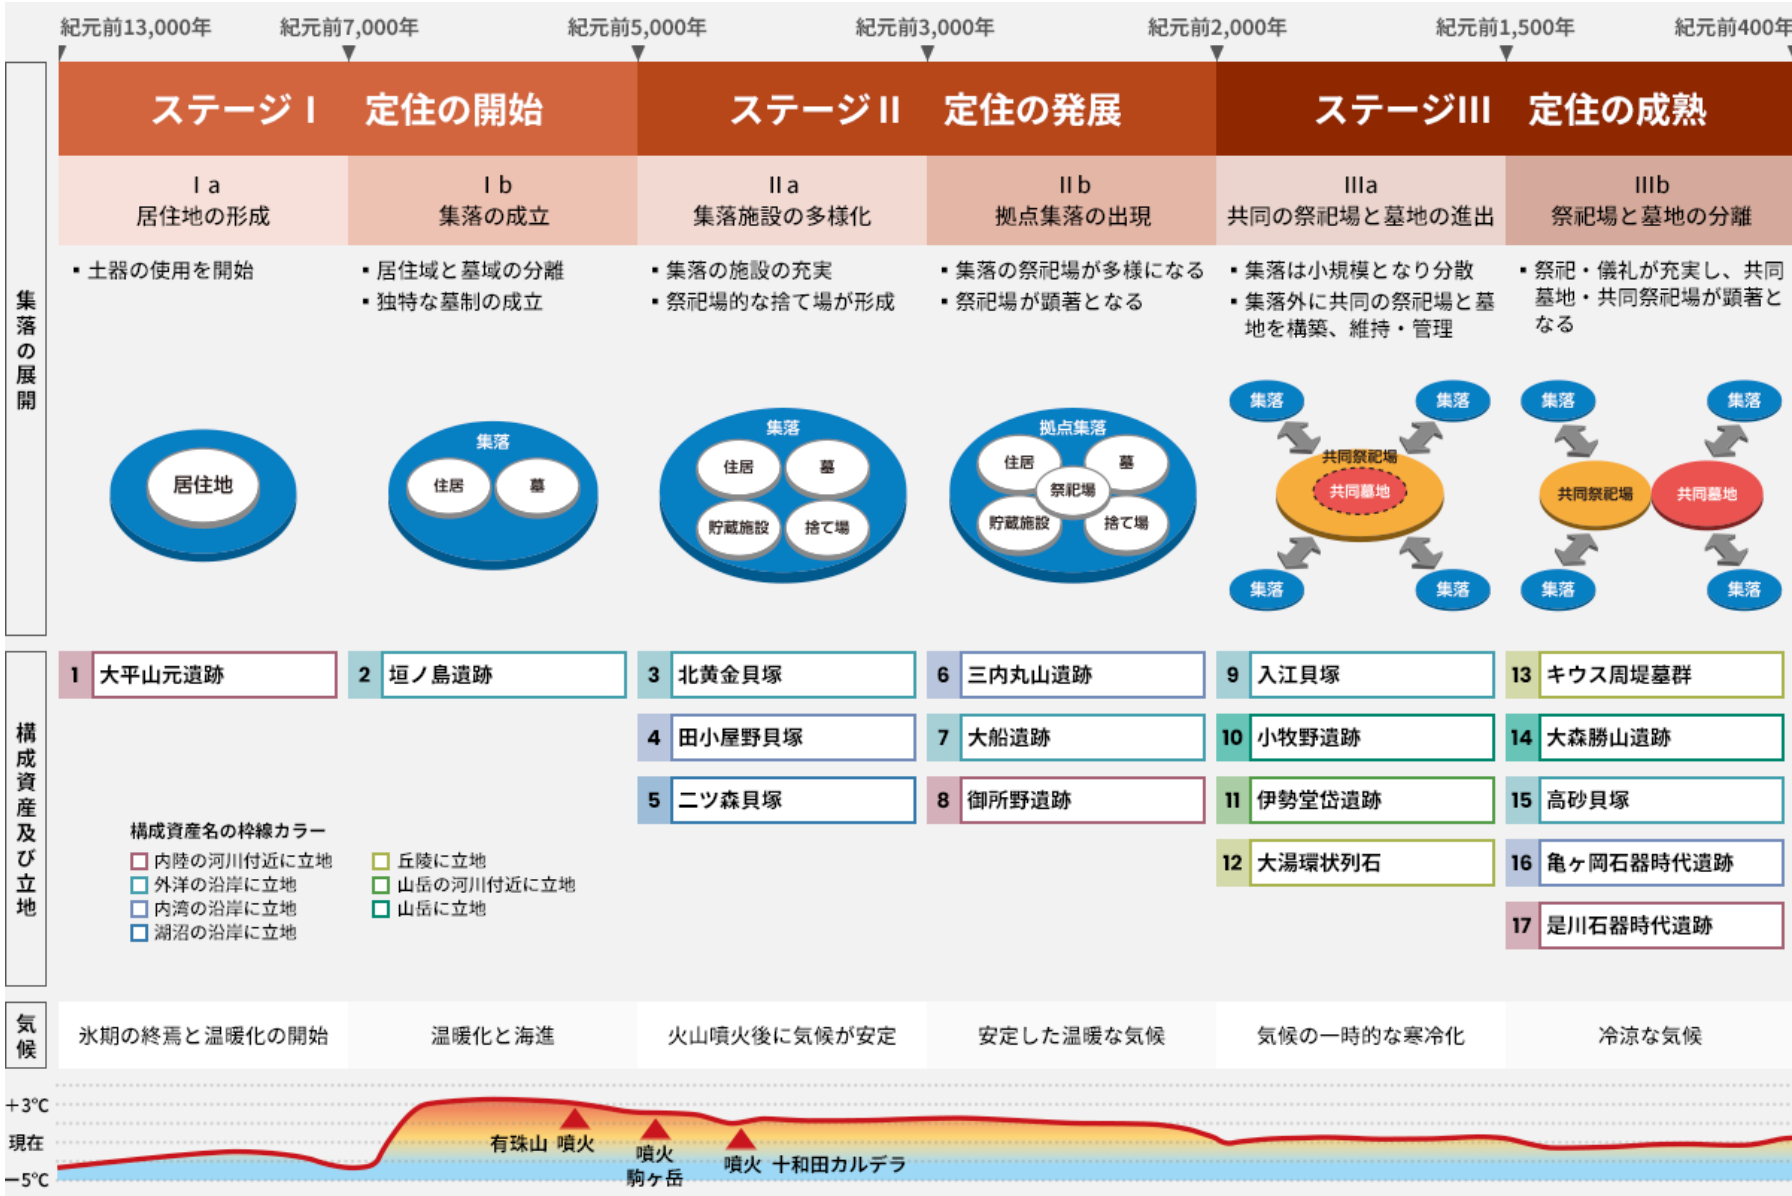 紀元前13,000年
紀元前7,000年
紀元前5,000年
紀元前3,000年
紀元前2,000年
紀元前1,500年
紀元前400年
集落の展開
ステージⅠ 定住の開始
ステージⅡ 定住の発展
ステージⅢ 定住の成熟
Ⅰa
居住地の形成
Ⅰb
集落の成立
Ⅱa
集落施設の多様化
Ⅱb
拠点集落の出現
Ⅲa
共同の祭祀場と墓地の進出
Ⅲb
祭祀場と墓地の分離
▪ 土器の使用を開始
▪ 居住域と墓域の分離
▪ 独特な墓制の成立
▪ 集落の施設の充実
▪ 祭祀場的な捨て場が形成
▪ 集落の祭祀場が多様になる
▪ 祭祀場が顕著となる
▪ 集落は小規模となり分散
▪ 集落外に共同の祭祀場と墓
地を構築、維持・管理
▪ 祭祀・儀礼が充実し、共同
墓地・共同祭祀場が顕著と
なる
居住地
集落
住居
墓
集落
住居
墓
貯蔵施設
捨て場
拠点集落
住居
墓
祭祀場
貯蔵施設
捨て場
集落
集落
共同祭祀場
共同墓地
集落
集落
集落
集落
共同祭祀場
共同墓地
集落
集落
構成資産及び立地
1 大平山元遺跡
2 垣ノ島遺跡
3 北黄金貝塚
4 田小屋野貝塚
5 二ツ森貝塚
6 三内丸山遺跡
7 大船遺跡
8 御所野遺跡
9 入江貝塚
10 小牧野遺跡
11 伊勢堂岱遺跡
12 大湯環状列石
13 キウス周堤墓群
14 大森勝山遺跡
15 高砂貝塚
16 亀ヶ岡石器時代遺跡
17 是川石器時代遺跡
構成資産名の枠線カラー
内陸の河川付近に立地
外洋の沿岸に立地
内湾の沿岸に立地
湖沼の沿岸に立地
丘陵に立地
山岳の河川付近に立地
山岳に立地
気候
氷期の終焉と温暖化の開始
温暖化と海進
火山噴火後に気候が安定
安定した温暖な気候
気候の一時的な寒冷化
冷涼な気候
+3℃
現在
−5℃
有珠山 噴火
噴火
駒ヶ岳
噴火 十和田カルデラ